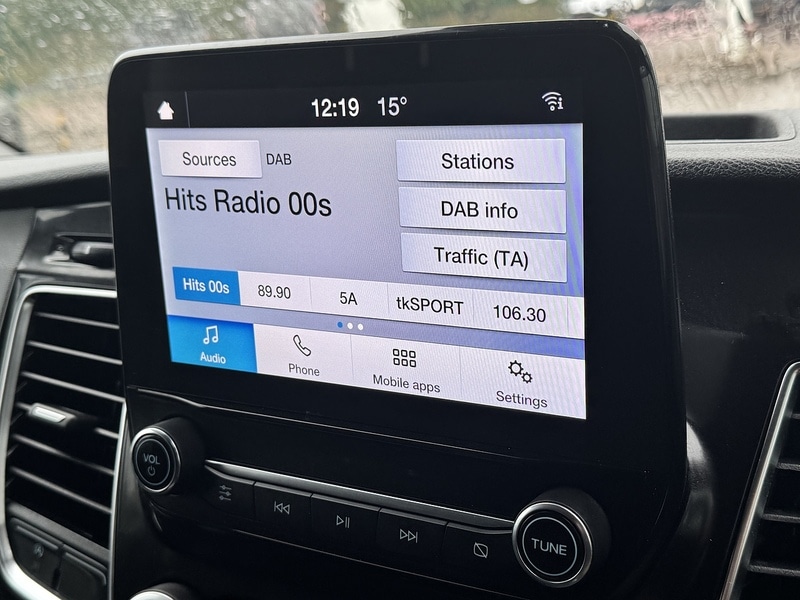 12:19 15°
Sources DAB
Hits Radio 00s
Stations
DAB info
Traffic (TA)
Hits 00s 89.90 5A tkSPORT 106.30
Audio Phone Mobile apps Settings
VOL
TUNE